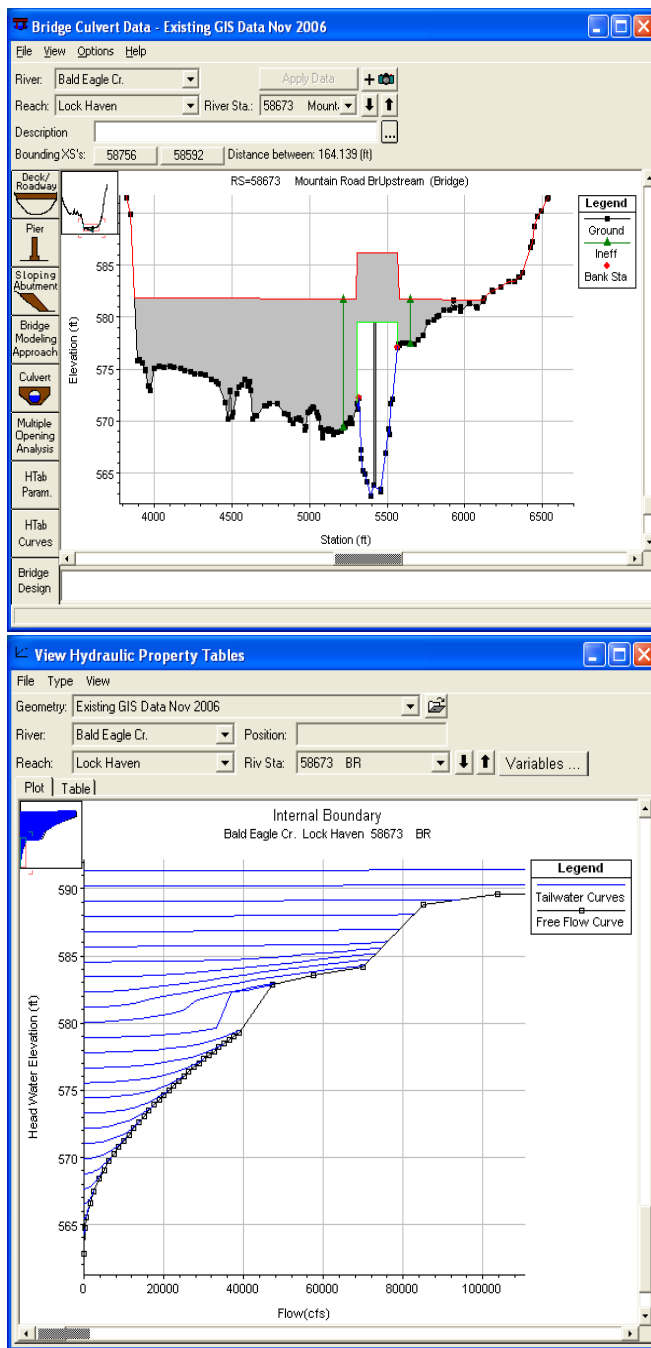 Bridge Culvert Data - Existing GIS Data Nov 2006
File View Options Help
River: Bald Eagle Cr. Apply Data +
Reach: Lock Haven River Sta.: 58673 Mount
Description ...
Bounding XS's: 58756 58592 Distance between: 164.139 (ft)
Deck/
Roadway
Pier
Sloping
Abutment
Bridge
Modeling
Approach
Culvert
Multiple
Opening
Analysis
HTab
Param.
HTab
Curves
Bridge
Design
RS=58673 Mountain Road BrUpstream (Bridge)
585
580
575
570
565
Elevation (ft)
4000 4500 5000 5500 6000 6500
Station (ft)
Legend
Ground
Ineff
Bank Sta
View Hydraulic Property Tables
File Type View
Geometry: Existing GIS Data Nov 2006
River: Bald Eagle Cr. Position:
Reach: Lock Haven Riv Sta: 58673 BR Variables ...
Plot Table
Internal Boundary
Bald Eagle Cr. Lock Haven 58673 BR
590
585
580
575
570
565
Head Water Elevation (ft)
0 20000 40000 60000 80000 100000
Flow(cfs)
Legend
Tailwater Curves
Free Flow Curve